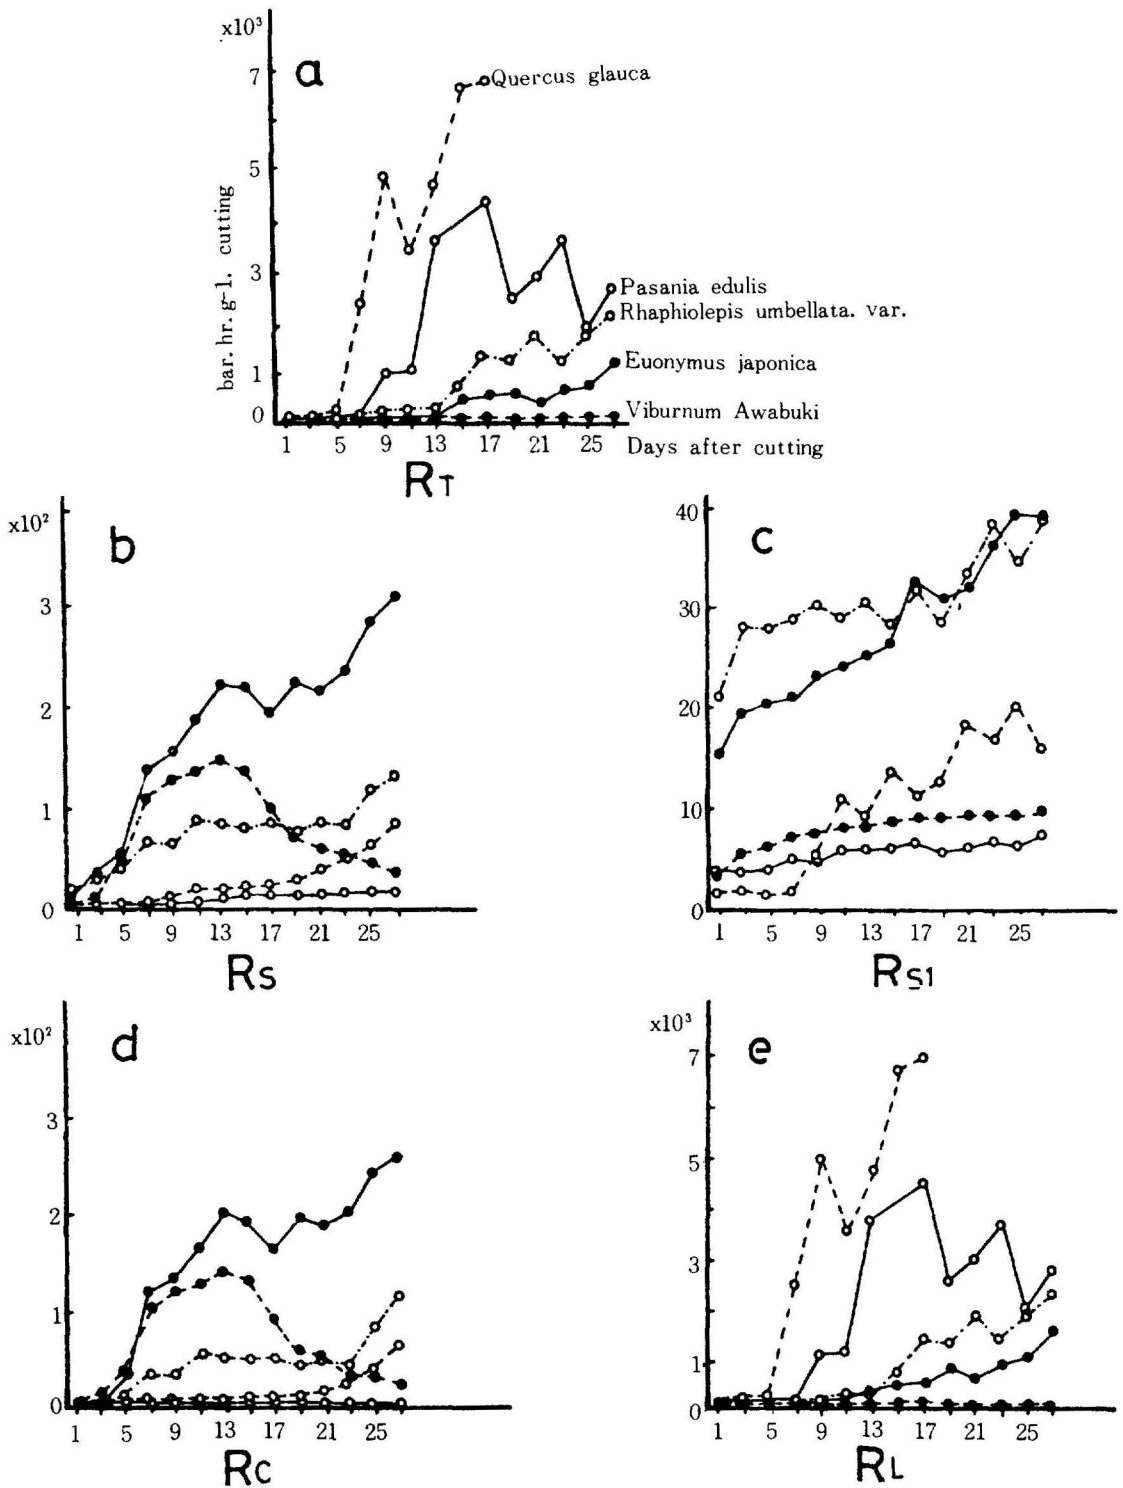 x10³
a
7
Quercus glauca
5
bar. hr. g-1. cutting
3
Pasania edulis
Rhaphiolepis umbellata. var.
1
Euonymus japonica
0
Viburnum Awabuki
1 5 9 13 17 21 25
Days after cutting
RT
x10²
b
3
2
1
0
1 5 9 13 17 21 25
RS
40
c
30
20
10
0
1 5 9 13 17 21 25
RS1
x10²
d
3
2
1
0
1 5 9 13 17 21 25
RC
x10³
e
7
5
3
1
0
1 5 9 13 17 21 25
RL